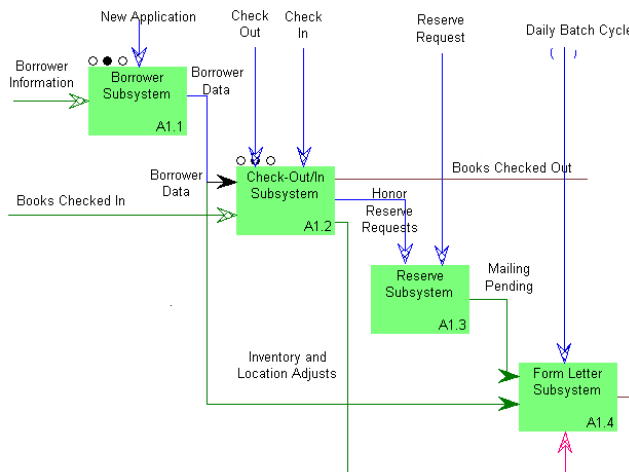 New Application
Check
Out
Check
In
Reserve
Request
Daily Batch Cycle
Borrower
Information
Borrower
Subsystem
A1.1
Borrower
Data
Borrower
Data
Check-Out/In
Subsystem
A1.2
Books Checked Out
Books Checked In
Honor
Reserve
Requests
Reserve
Subsystem
A1.3
Mailing
Pending
Inventory and
Location Adjusts
Form Letter
Subsystem
A1.4